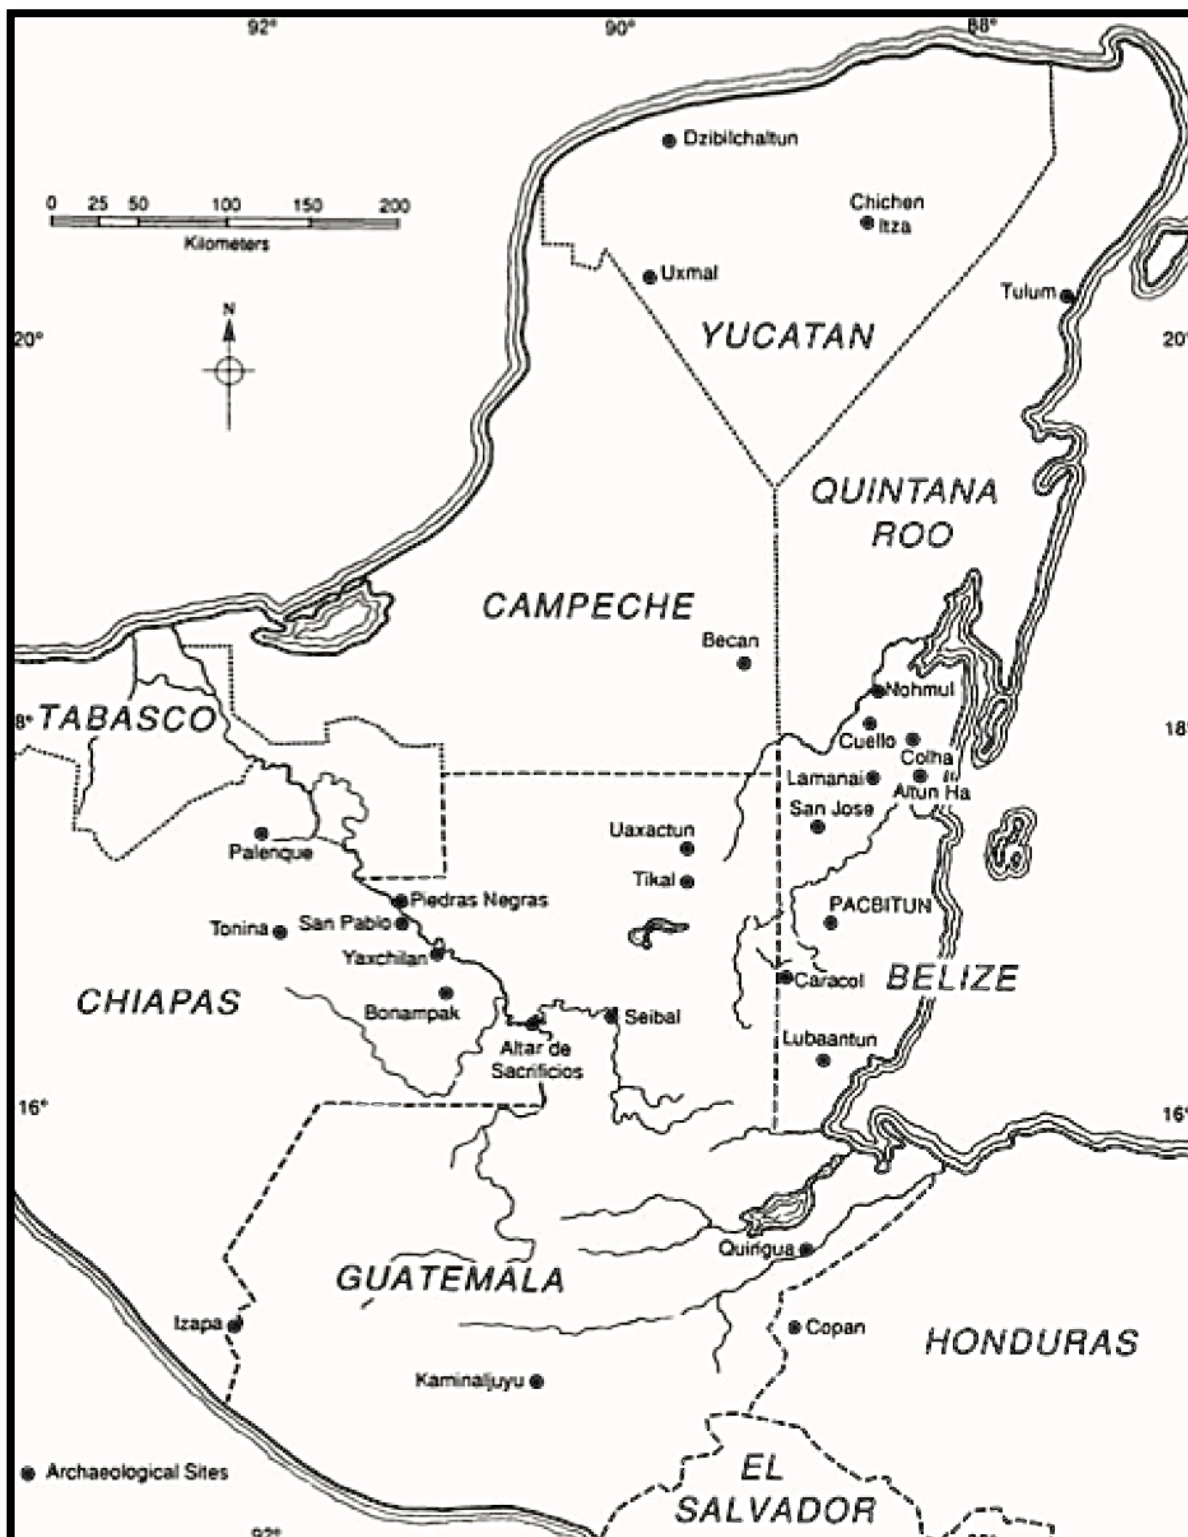 92°
90°
88°
Dzibilchaltun
0 25 50 100 150 200
Kilometers
Chichen
Itza
Uxmal
Tulum
N
YUCATAN
20°
20°
QUINTANA
ROO
CAMPECHE
Becan
Nohmul
8°
TABASCO
18°
Cuello
Colha
Lamanai
Altun Ha
San Jose
Uaxactun
Palenque
Tikal
Piedras Negras
PACBITUN
San Pablo
Tonina
Yaxchilan
BELIZE
Caracol
CHIAPAS
Bonampak
Seibal
Lubaantun
Altar de
Sacrificios
16°
16°
Quirigua
GUATEMALA
Izapa
Copan
HONDURAS
Kaminaljuyu
Archaeological Sites
EL
SALVADOR
92°